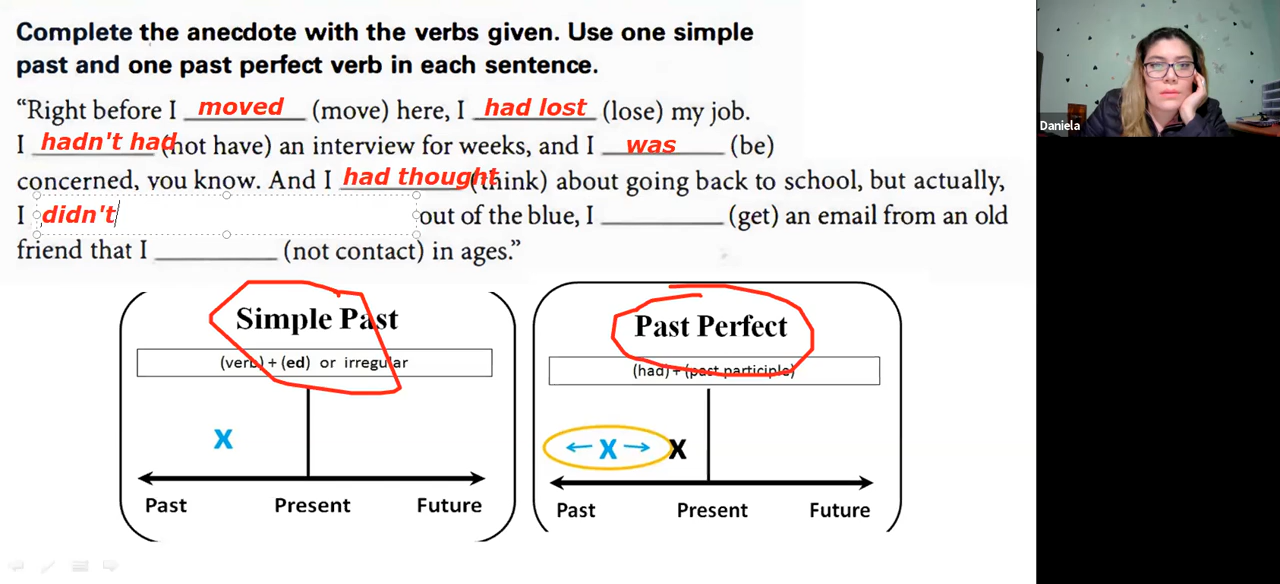 Complete the anecdote with the verbs given. Use one simple
past and one past perfect verb in each sentence.
“Right before I moved (move) here, I had lost (lose) my job.
I hadn't had (not have) an interview for weeks, and I was (be)
concerned, you know. And I had thought (think) about going back to school, but actually,
I didn't out of the blue, I ____________ (get) an email from an old
friend that I ____________ (not contact) in ages.”
Simple Past
(verb) + (ed) or irregular
X
Past Present Future
Past Perfect
(had) + (past participle)
X X
Past Present Future
Daniela